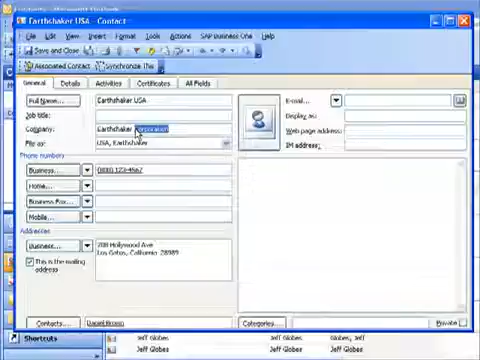 Earthshaker USA - Contact
File Edit View Insert Format Tools Actions SAP Business One Help
Save and Close
Associated Contact Synchronize This
General Details Activities Certificates All Fields
Full Name... Earthshaker USA E-mail...
Job title: Display as:
Company: Earthshaker Corporation Web page address:
File as: USA, Earthshaker IM address:
Phone numbers
Business... (800) 123-4567
Home...
Business Fax...
Mobile...
Addresses
Business... 208 Hollywood Ave
Los Gatos, California 28989
This is the mailing
address
Contacts... Daniel Brown Categories... Private
Shortcuts Jeff Globes Globes, Jeff
Jeff Globes Jeff Globes